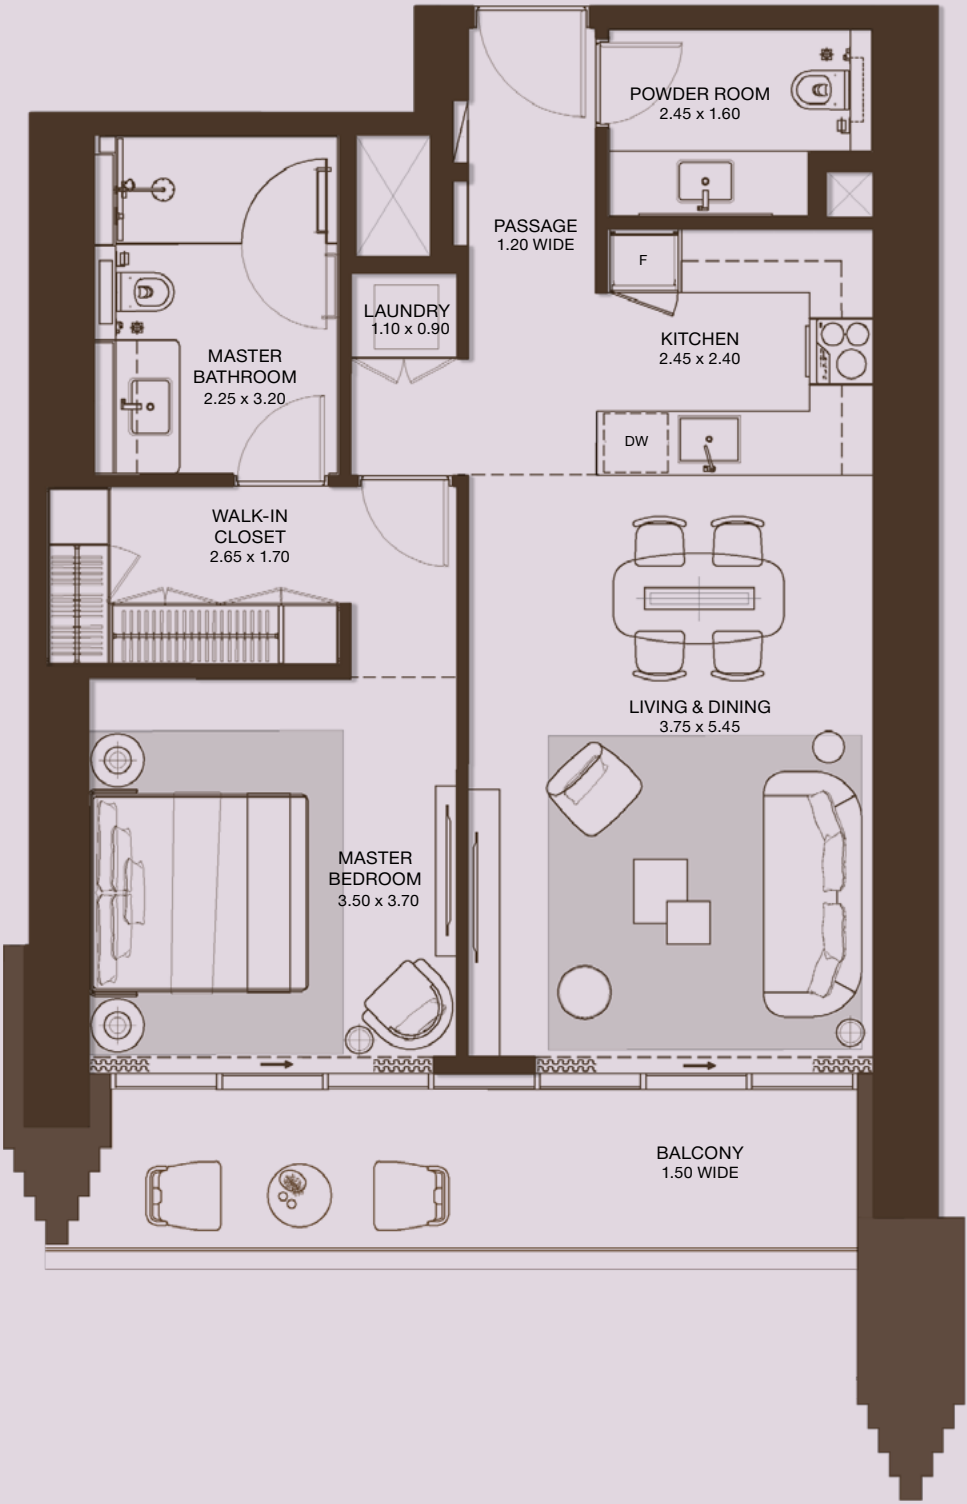 POWDER ROOM
2.45 x 1.60
PASSAGE
1.20 WIDE
F
LAUNDRY
1.10 x 0.90
KITCHEN
2.45 x 2.40
MASTER
BATHROOM
2.25 x 3.20
DW
WALK-IN
CLOSET
2.65 x 1.70
LIVING & DINING
3.75 x 5.45
MASTER
BEDROOM
3.50 x 3.70
BALCONY
1.50 WIDE